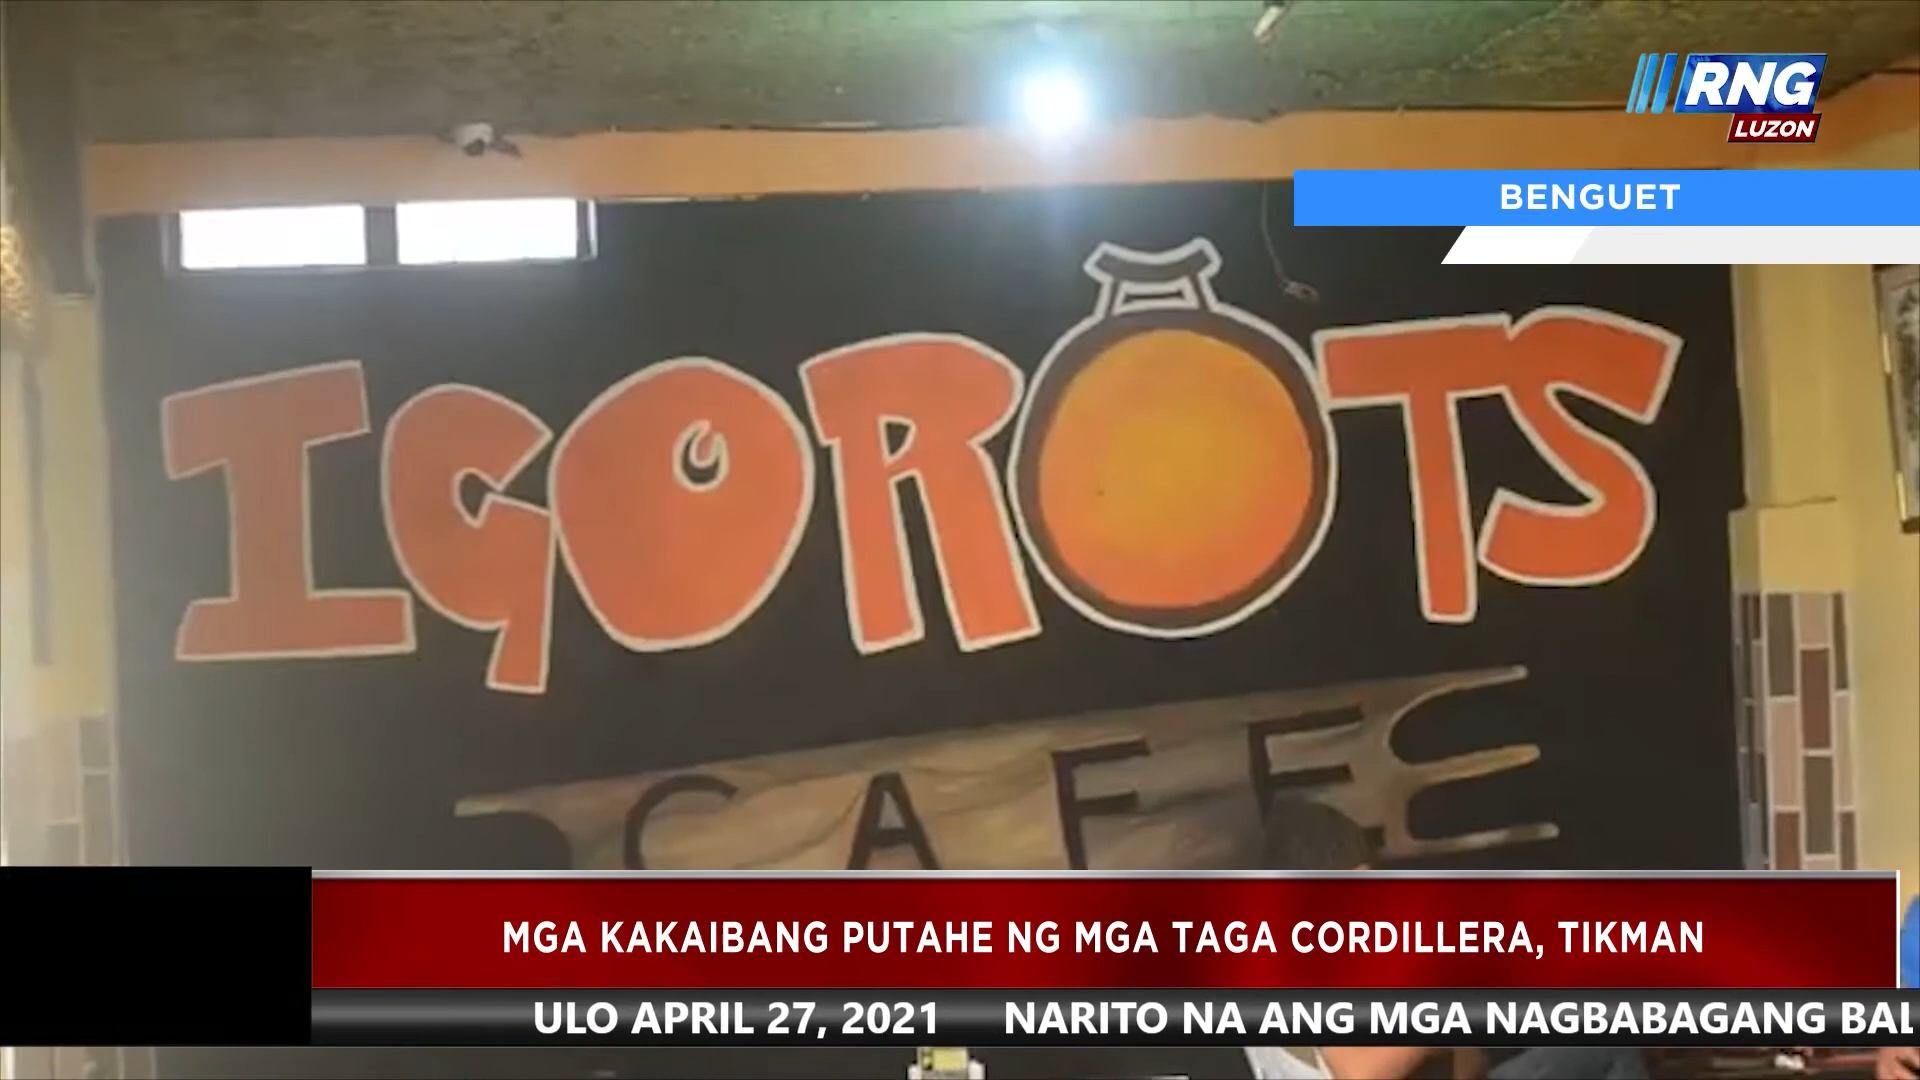 RNG
LUZON
BENGUET
IGOROTS
CAFE
MGA KAKAIBANG PUTAHE NG MGA TAGA CORDILLERA, TIKMAN
ULO APRIL 27, 2021 NARITO NA ANG MGA NAGBABAGANG BAL